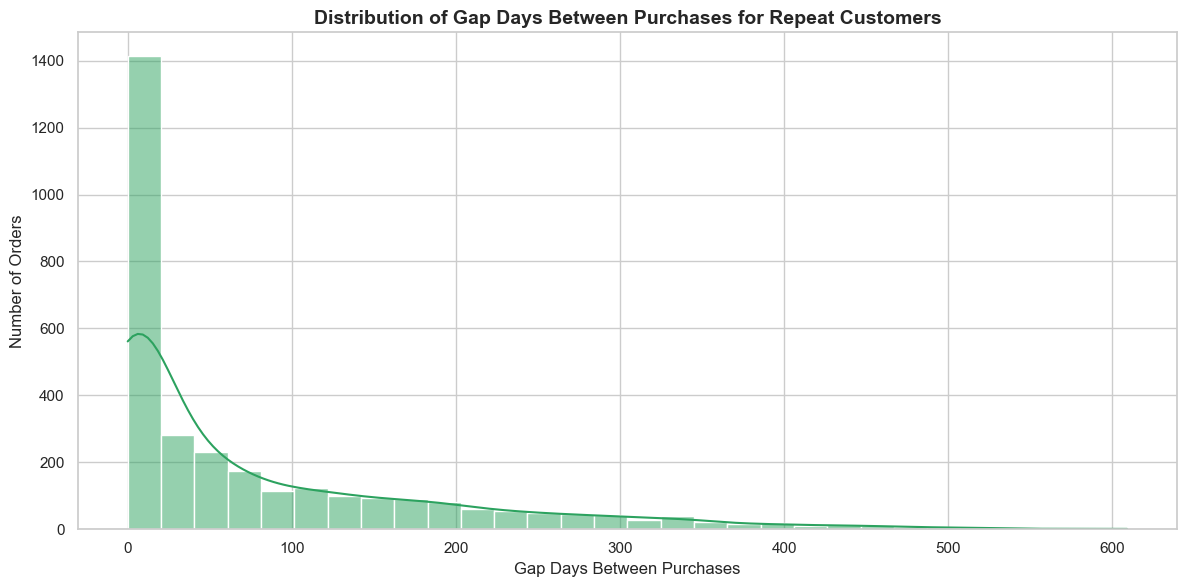 Distribution of Gap Days Between Purchases for Repeat Customers
Number of Orders
1400
1200
1000
800
600
400
200
0
0 100 200 300 400 500 600
Gap Days Between Purchases